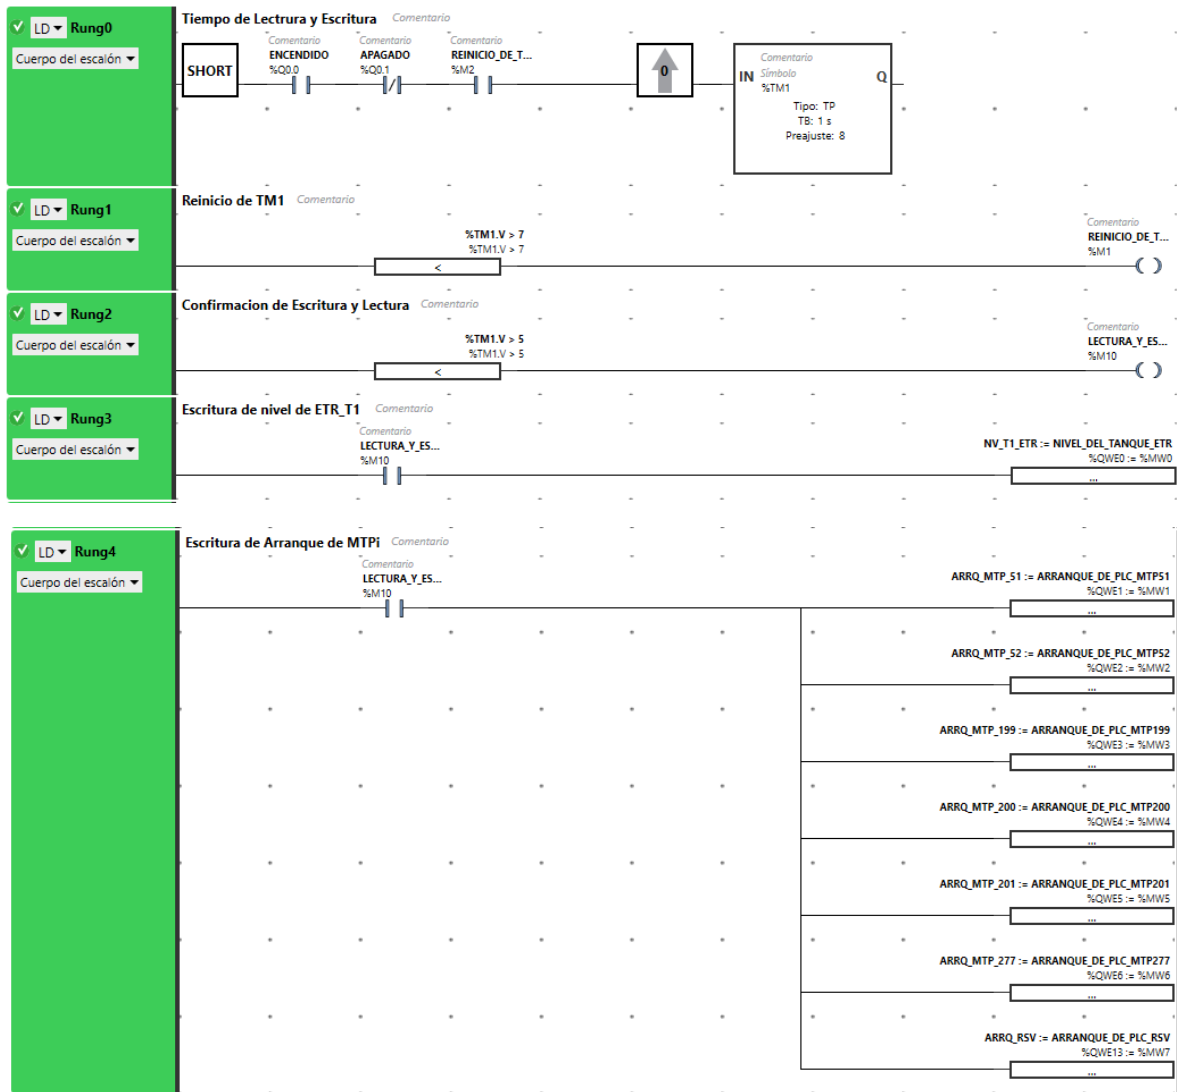 LD Rung0
Cuerpo del escalón
Tiempo de Lectrura y Escritura Comentario
SHORT
Comentario
ENCENDIDO
%Q0.0
Comentario
APAGADO
%Q0.1
Comentario
REINICIO_DE_T...
%M2
0
Comentario
IN Símbolo Q
%TM1
Tipo: TP
TB: 1 s
Preajuste: 8
LD Rung1
Cuerpo del escalón
Reinicio de TM1 Comentario
%TM1.V > 7
%TM1.V > 7
<
Comentario
REINICIO_DE_T...
%M1
LD Rung2
Cuerpo del escalón
Confirmacion de Escritura y Lectura Comentario
%TM1.V > 5
%TM1.V > 5
<
Comentario
LECTURA_Y_ES...
%M10
LD Rung3
Cuerpo del escalón
Escritura de nivel de ETR_T1 Comentario
Comentario
LECTURA_Y_ES...
%M10
NV_T1_ETR := NIVEL_DEL_TANQUE_ETR
%QWE0 := %MW0
...
LD Rung4
Cuerpo del escalón
Escritura de Arranque de MTPi Comentario
Comentario
LECTURA_Y_ES...
%M10
ARRQ_MTP_51 := ARRANQUE_DE_PLC_MTP51
%QWE1 := %MW1
...
ARRQ_MTP_52 := ARRANQUE_DE_PLC_MTP52
%QWE2 := %MW2
...
ARRQ_MTP_199 := ARRANQUE_DE_PLC_MTP199
%QWE3 := %MW3
...
ARRQ_MTP_200 := ARRANQUE_DE_PLC_MTP200
%QWE4 := %MW4
...
ARRQ_MTP_201 := ARRANQUE_DE_PLC_MTP201
%QWE5 := %MW5
...
ARRQ_MTP_277 := ARRANQUE_DE_PLC_MTP277
%QWE6 := %MW6
...
ARRQ_RSV := ARRANQUE_DE_PLC_RSV
%QWE13 := %MW7
...